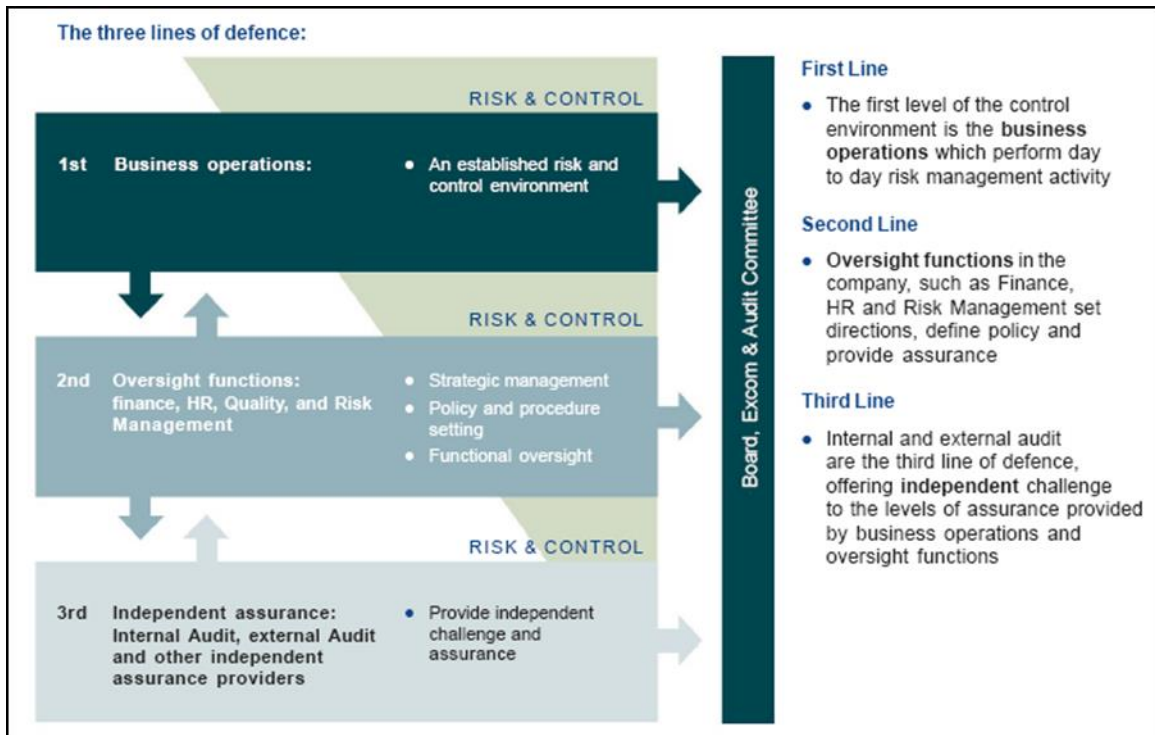 The three lines of defence:
RISK & CONTROL
1st Business operations:
• An established risk and
control environment
RISK & CONTROL
2nd Oversight functions:
finance, HR, Quality, and Risk
Management
• Strategic management
• Policy and procedure
setting
• Functional oversight
RISK & CONTROL
3rd Independent assurance:
Internal Audit, external Audit
and other independent
assurance providers
• Provide independent
challenge and
assurance
Board, Excom & Audit Committee
First Line
• The first level of the control
environment is the business
operations which perform day
to day risk management activity
Second Line
• Oversight functions in the
company, such as Finance,
HR and Risk Management set
directions, define policy and
provide assurance
Third Line
• Internal and external audit
are the third line of defence,
offering independent challenge
to the levels of assurance provided
by business operations and
oversight functions